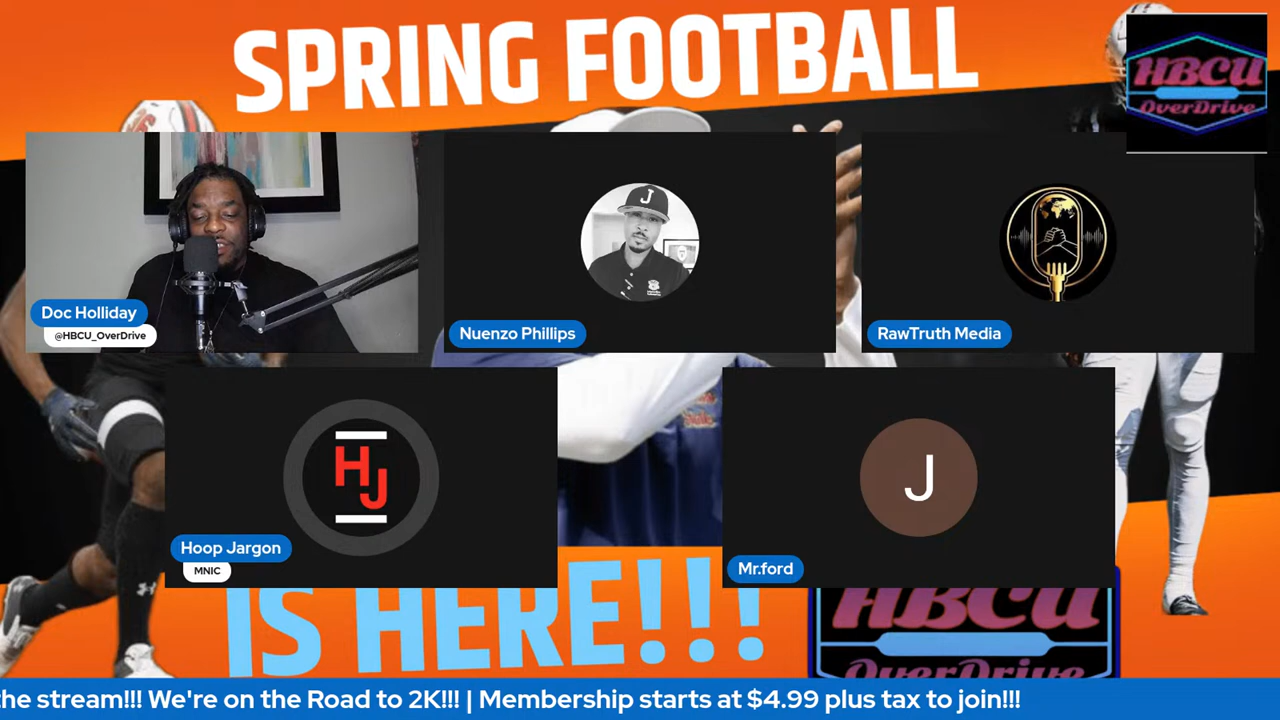 SPRING FOOTBALL
HBCU
OverDrive
J
Doc Holliday
@HBCU_OverDrive
Nuenzo Phillips
RawTruth Media
HJ
Hoop Jargon
MNIC
J
Mr.ford
IS HERE!!!
HBCU
OverDrive
the stream!!! We're on the Road to 2K!!! | Membership starts at $4.99 plus tax to join!!!